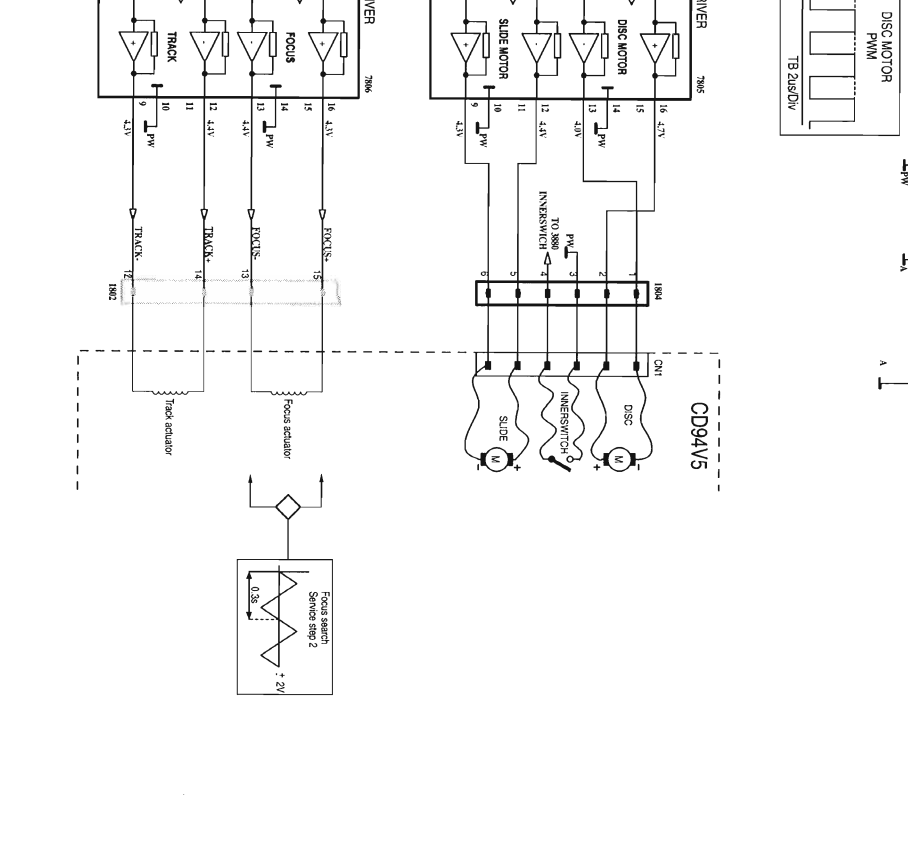 IVER
TRACK
FOCUS
7806
9
10
11
12
13
14
15
16
4,3V
PW
4,4V
4,4V
PW
4,3V
TRACK-
TRACK+
FOCUS-
FOCUS+
12
14
13
15
1802
Track actuator
Focus actuator
Focus search
Service step 2
0.3s
± 2V
RIVER
SLIDE MOTOR
DISC MOTOR
7805
9
10
11
12
13
14
15
16
4,3V
PW
4,4V
4,0V
PW
4,7V
TO 3880
INNERSWICH
PW
6
5
4
3
2
1
1804
CN1
SLIDE
INNERSWITCH
DISC
M
- +
M
+ -
CD94V5
DISC MOTOR
PWM
TB 2us/Div
PW
A
A